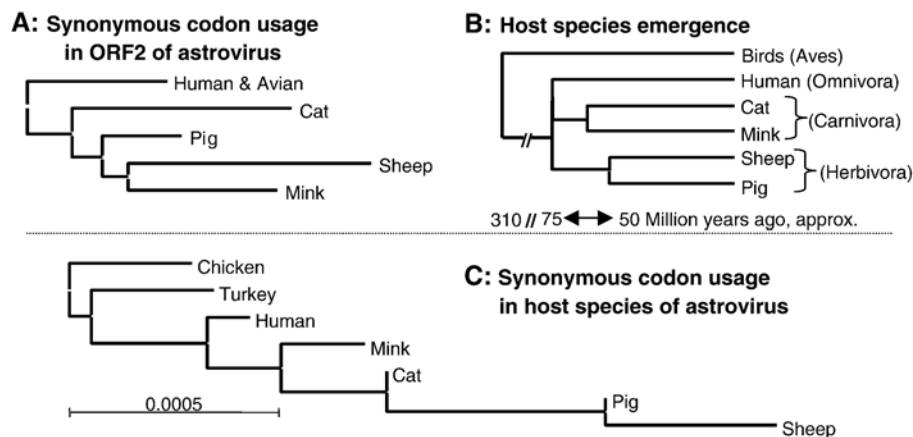 A: Synonymous codon usage
in ORF2 of astrovirus
Human & Avian
Cat
Pig
Sheep
Mink
B: Host species emergence
Birds (Aves)
Human (Omnivora)
Cat
Mink
(Carnivora)
Sheep
Pig
(Herbivora)
310 // 75 50 Million years ago, approx.
C: Synonymous codon usage
in host species of astrovirus
Chicken
Turkey
Human
Mink
Cat
Pig
Sheep
0.0005